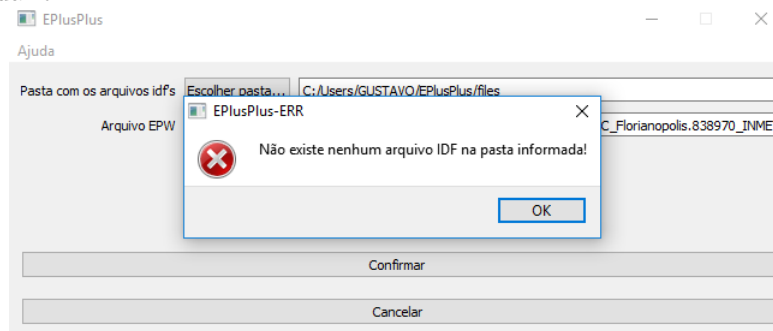 EPlusPlus
Ajuda
Pasta com os arquivos idf's Escolher pasta... C:/Users/GUSTAVO/EPlusPlus/files
EPlusPlus-ERR
Arquivo EPW C_Florianopolis.838970_INME
Não existe nenhum arquivo IDF na pasta informada!
OK
Confirmar
Cancelar